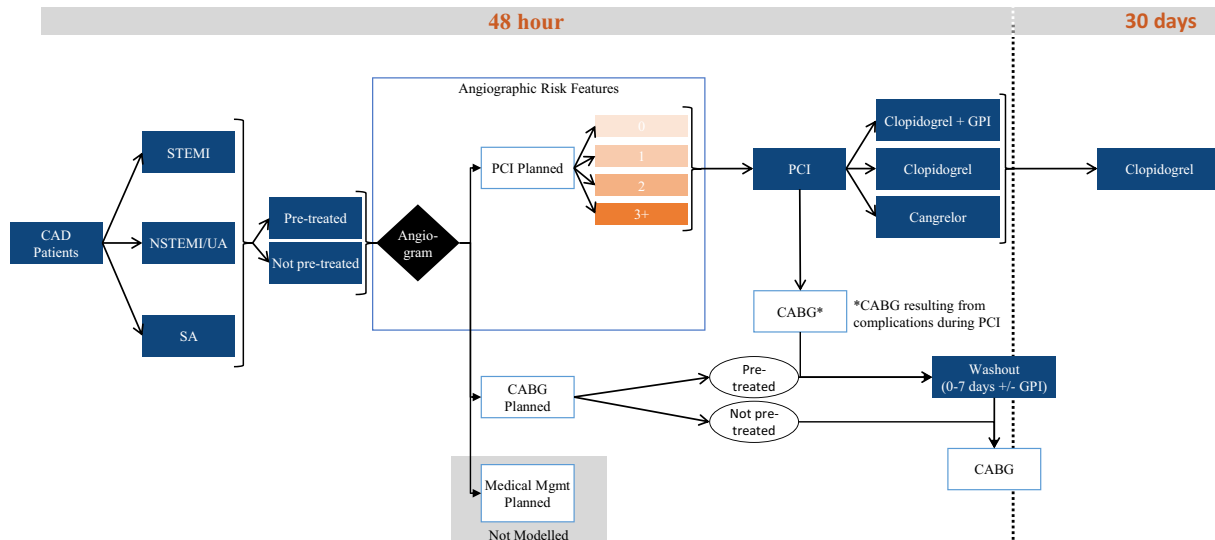 48 hour
30 days
Angiographic Risk Features
STEMI
NSTEMI/UA
SA
CAD
Patients
Pre-treated
Not pre-treated
Angio-
gram
PCI Planned
0
1
2
3+
PCI
Clopidogrel + GPI
Clopidogrel
Cangrelor
Clopidogrel
CABG*
*CABG resulting from
complications during PCI
CABG
Planned
Pre-
treated
Not pre-
treated
Washout
(0-7 days +/- GPI)
CABG
Medical Mgmt
Planned
Not Modelled